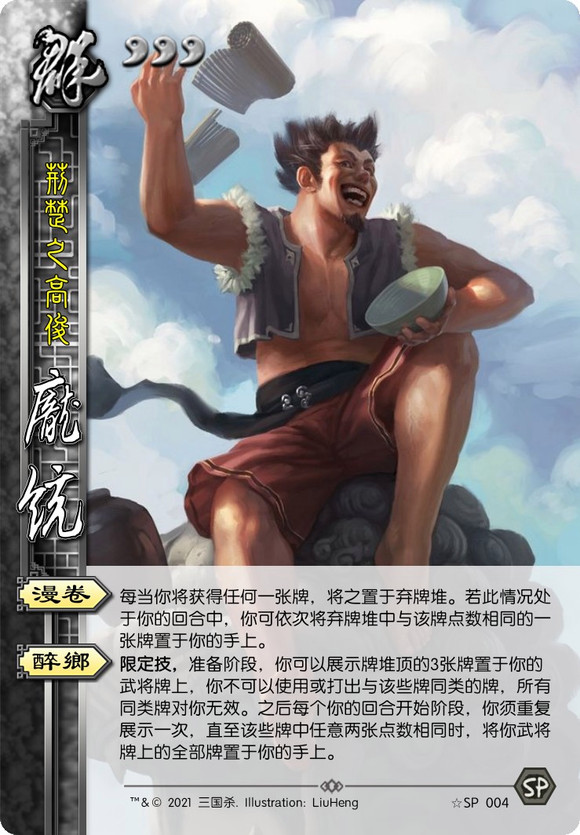 群
荊楚之高俊
龐统
漫卷
每当你将获得任何一张牌，将之置于弃牌堆。若此情况处
于你的回合中，你可依次将弃牌堆中与该牌点数相同的一
张牌置于你的手上。
醉鄉
限定技，准备阶段，你可以展示牌堆顶的3张牌置于你的
武将牌上，你不可以使用或打出与该些牌同类的牌，所有
同类牌对你无效。之后每个你的回合开始阶段，你须重复
展示一次，直至该些牌中任意两张点数相同时，将你武将
牌上的全部牌置于你的手上。
SP
™&© 2021 三国杀. Illustration: LiuHeng
☆SP 004